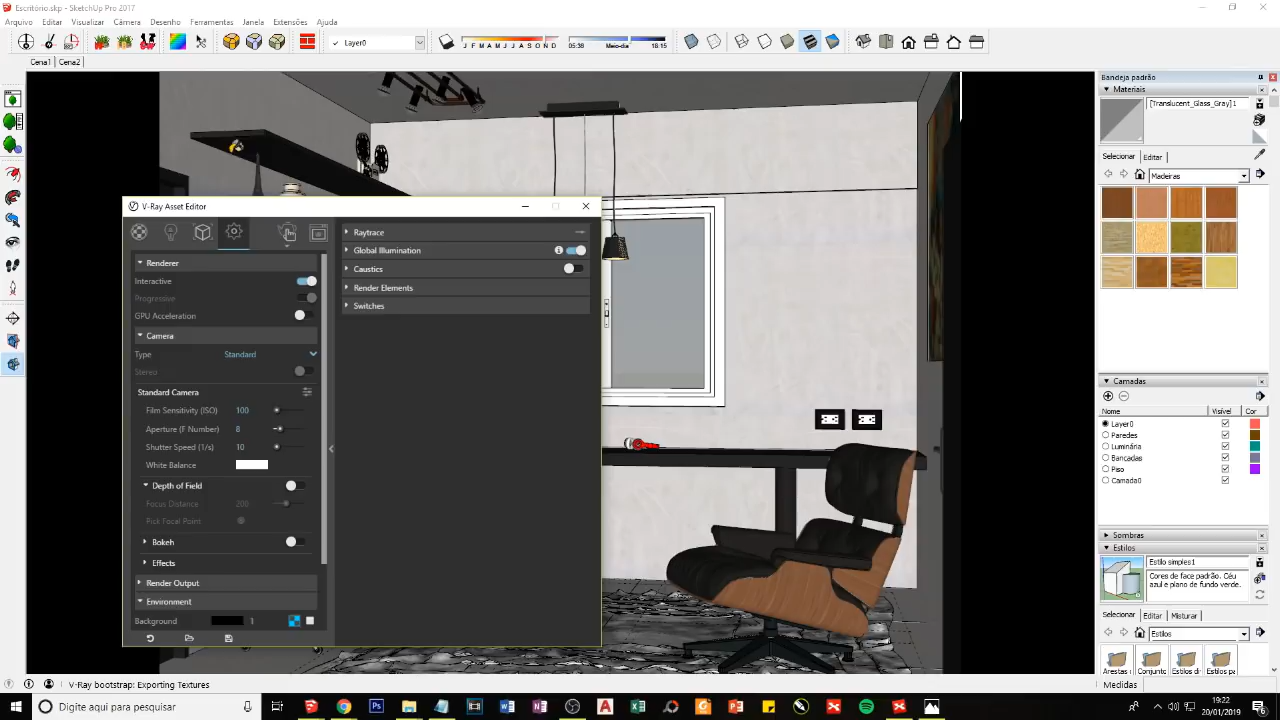 Escritório.skp - SketchUp Pro 2017
Arquivo Editar Visualizar Câmera Desenho Ferramentas Janela Extensões Ajuda
Layer0
J F M A M J J A S O N D
05:38 Meio-dia 18:15
Cena1 Cena2
V-Ray Asset Editor
Renderer
Interactive
Progressive
GPU Acceleration
Camera
Type Standard
Stereo
Standard Camera
Film Sensitivity (ISO) 100
Aperture (F Number) 8
Shutter Speed (1/s) 10
White Balance
Depth of Field
Focus Distance 200
Pick Focal Point
Bokeh
Effects
Render Output
Environment
Background 1
Raytrace
Global Illumination
Caustics
Render Elements
Switches
Bandeja padrão
Materiais
[Translucent_Glass_Gray]1
Selecionar Editar
Madeiras
Camadas
Nome Visível Cor
Layer0
Paredes
Luminária
Bancadas
Piso
Camada0
Sombras
Estilos
Estilo simples1
Cores de face padrão. Céu
azul e plano de fundo verde.
Selecionar Editar Misturar
Estilos
Arestas Conjunto Estilos d Estilos p
V-Ray bootstrap: Exporting Textures
Medidas
Digite aqui para pesquisar
19:22
20/01/2019